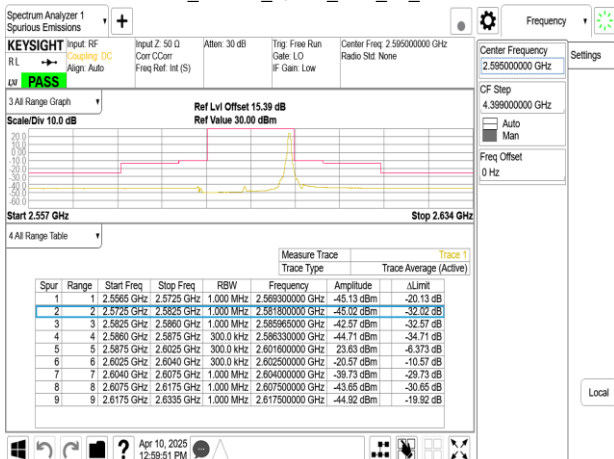 Spectrum Analyzer 1
Spurious Emissions
Frequency
KEYSIGHT
RL
PASS
Input: RF
Coupling: DC
Align: Auto
Input Z: 50 Ω
Corr CCorr
Freq Ref: Int (S)
Atten: 30 dB
Trig: Free Run
Gate: LO
IF Gain: Low
Center Freq: 2.595000000 GHz
Radio Std: None
Center Frequency
2.595000000 GHz
Settings
CF Step
4.399000000 GHz
Auto
Man
Freq Offset
0 Hz
Local
3 All Range Graph
Scale/Div 10.0 dB
Ref Lvl Offset 15.39 dB
Ref Value 30.00 dBm
20.0
10.0
0.00
-10.0
-20.0
-30.0
-40.0
-50.0
-60.0
Start 2.557 GHz
Stop 2.634 GHz
4 All Range Table
Measure Trace Trace 1
Trace Type Trace Average (Active)
Spur Range Start Freq Stop Freq RBW Frequency Amplitude ΔLimit
1 1 2.5565 GHz 2.5725 GHz 1.000 MHz 2.569300000 GHz -45.13 dBm -20.13 dB
2 2 2.5725 GHz 2.5825 GHz 1.000 MHz 2.581800000 GHz -45.02 dBm -32.02 dB
3 3 2.5825 GHz 2.5860 GHz 1.000 MHz 2.585965000 GHz -42.57 dBm -32.57 dB
4 4 2.5860 GHz 2.5875 GHz 300.0 kHz 2.586330000 GHz -44.71 dBm -34.71 dB
5 5 2.5875 GHz 2.6025 GHz 300.0 kHz 2.601600000 GHz 23.63 dBm -6.373 dB
6 6 2.6025 GHz 2.6040 GHz 300.0 kHz 2.602500000 GHz -20.57 dBm -10.57 dB
7 7 2.6040 GHz 2.6075 GHz 1.000 MHz 2.604000000 GHz -39.73 dBm -29.73 dB
8 8 2.6075 GHz 2.6175 GHz 1.000 MHz 2.607500000 GHz -43.65 dBm -30.65 dB
9 9 2.6175 GHz 2.6335 GHz 1.000 MHz 2.617500000 GHz -44.92 dBm -19.92 dB
?
Apr 10, 2025
12:59:51 PM